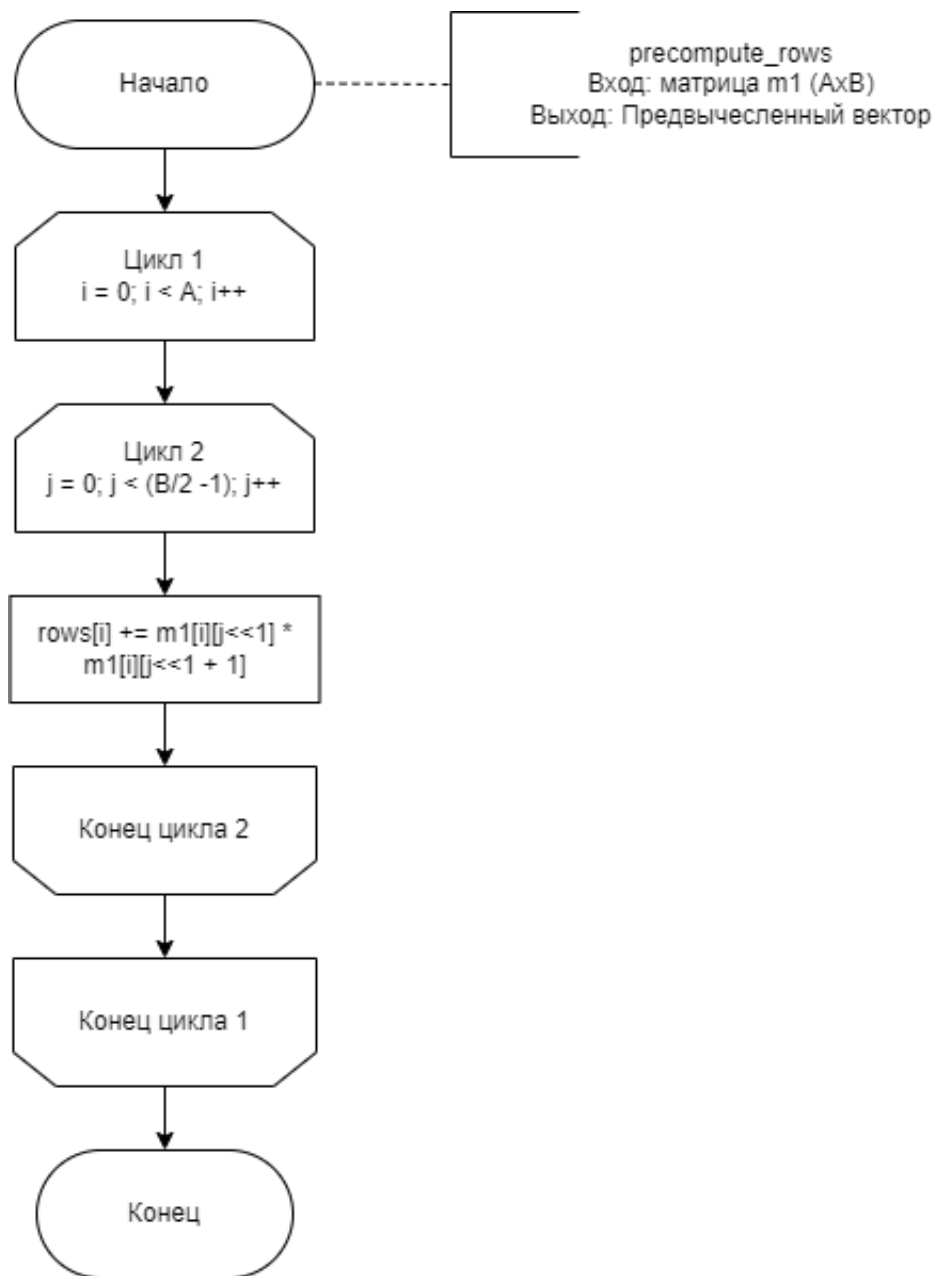 Начало
precompute_rows
Вход: матрица m1 (AxB)
Выход: Предвычесленный вектор
Цикл 1
i = 0; i < A; i++
Цикл 2
j = 0; j < (B/2 -1); j++
rows[i] += m1[i][j<<1] *
m1[i][j<<1 + 1]
Конец цикла 2
Конец цикла 1
Конец